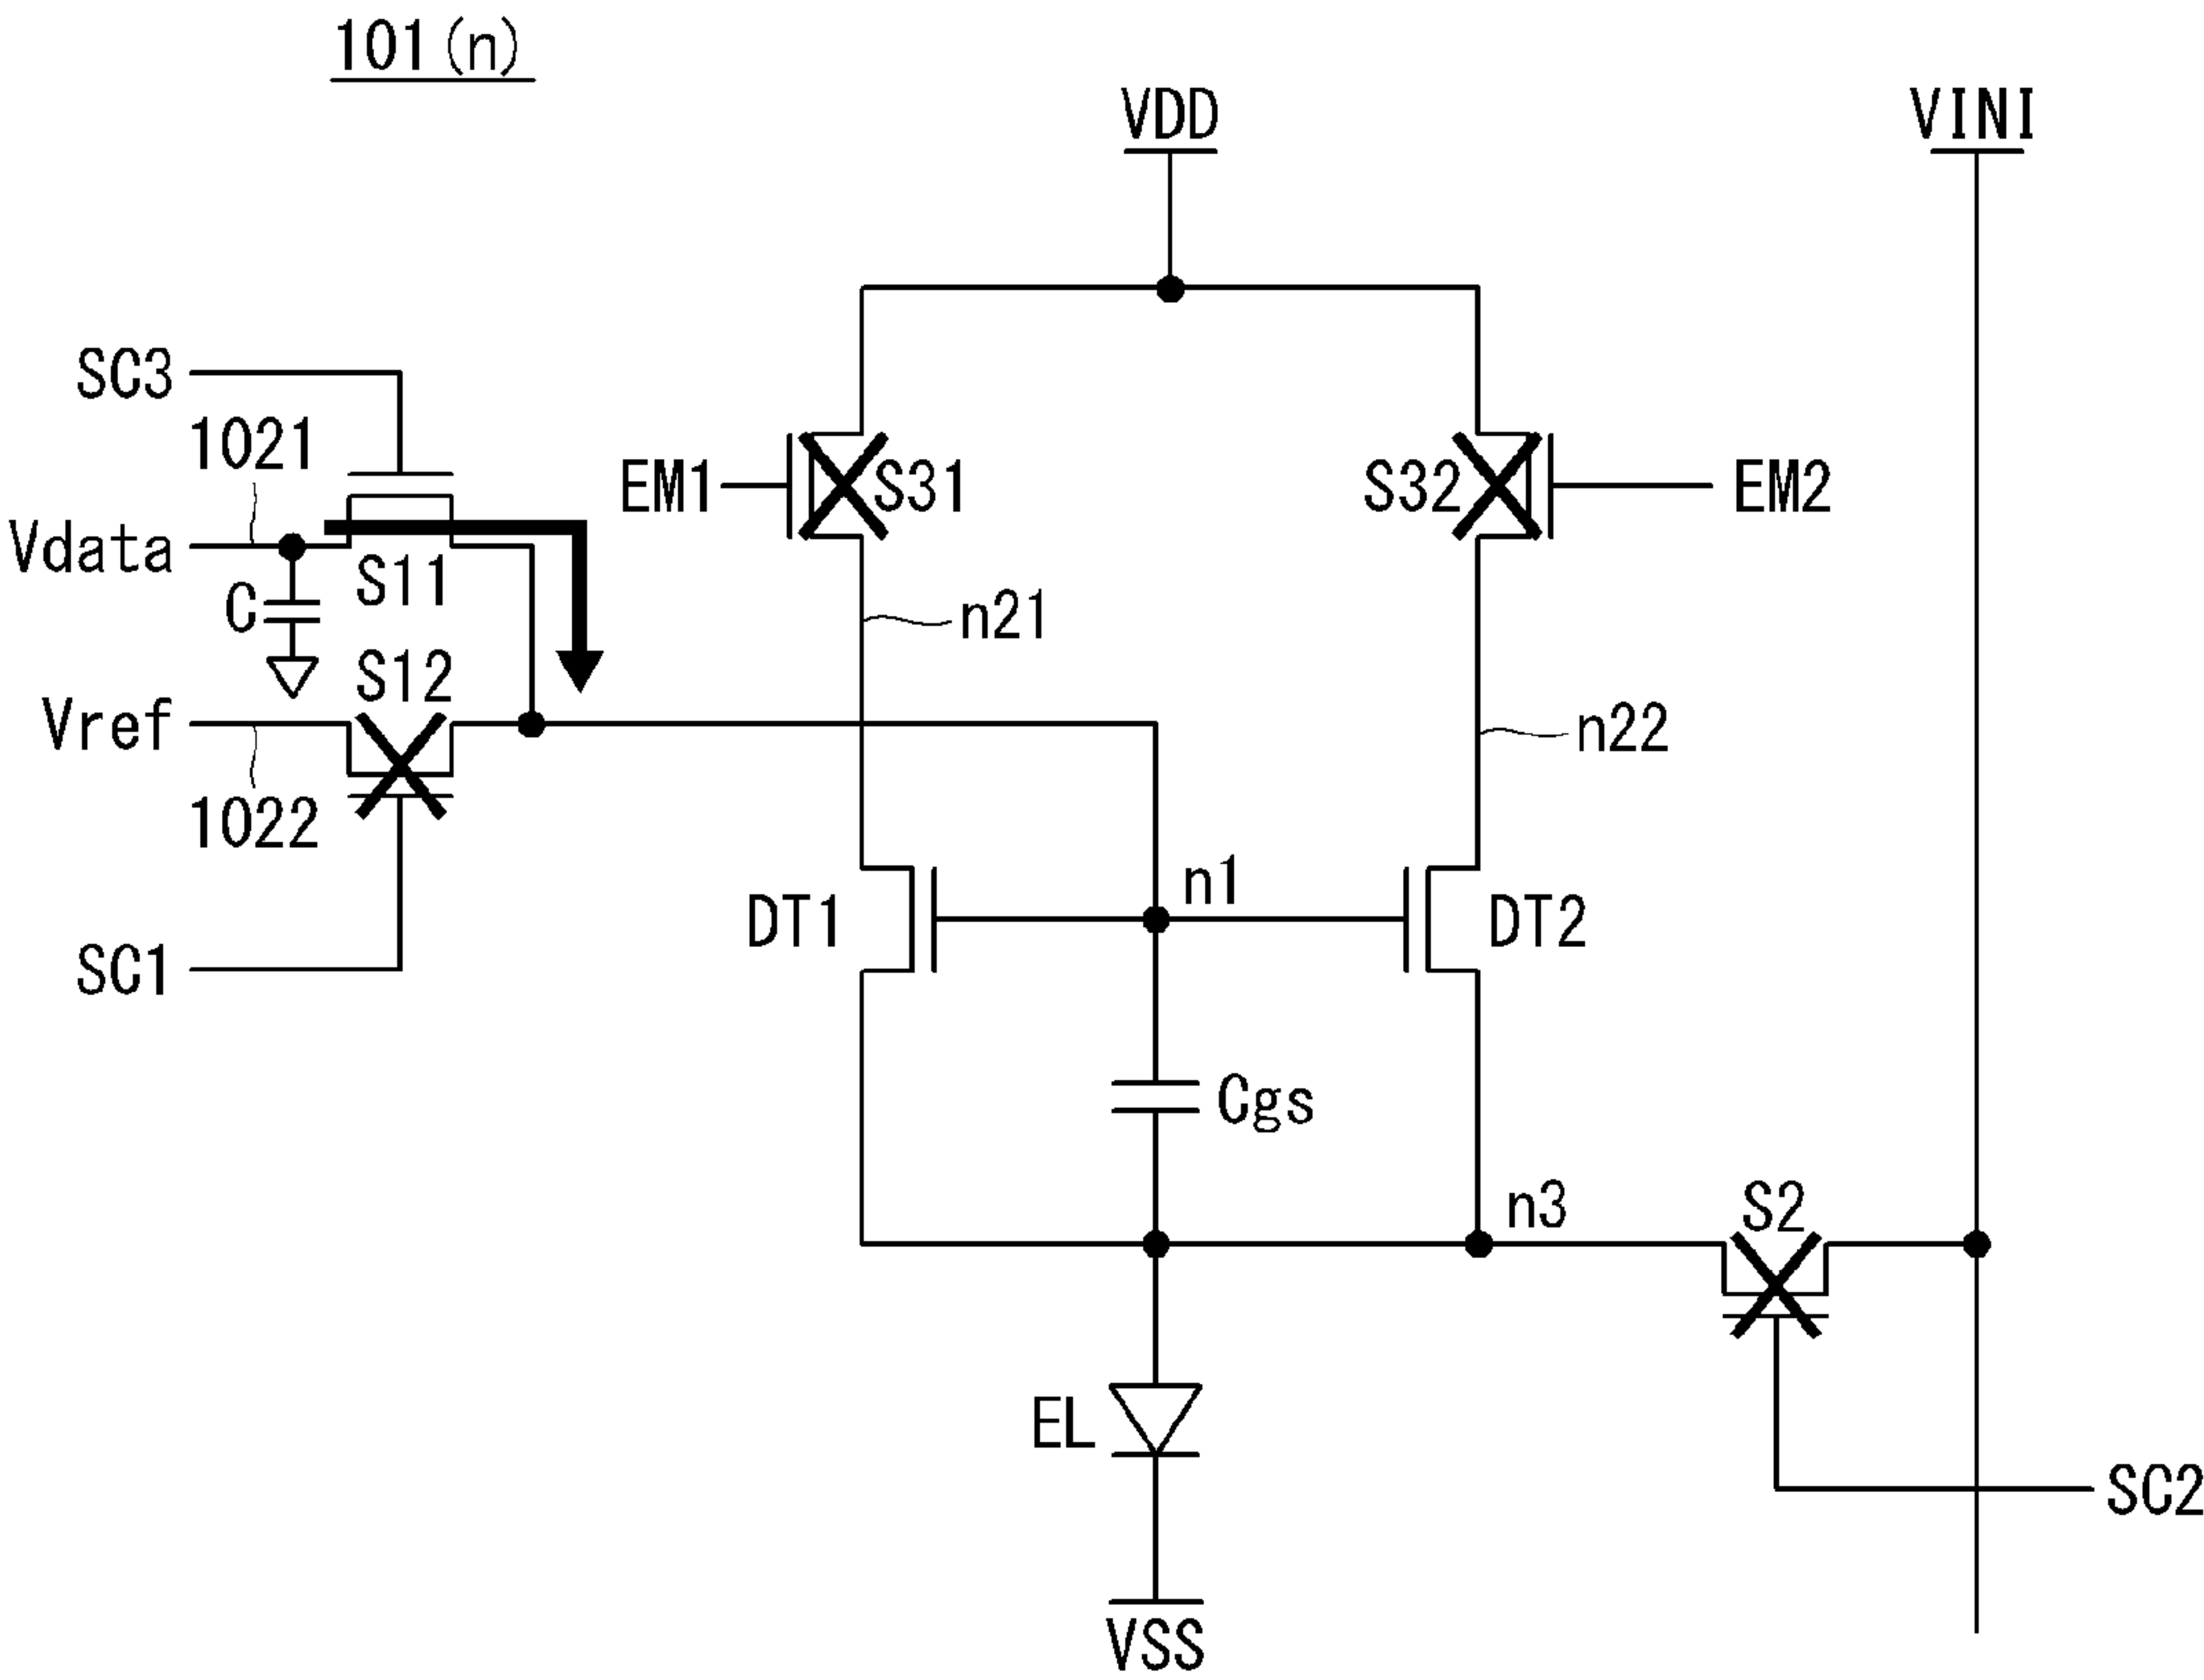 101(n)
VDD
VINI
SC3
1021
EM1
S31
S32
EM2
Vdata
S11
C
n21
S12
Vref
n22
1022
n1
DT1
DT2
SC1
Cgs
n3
S2
EL
SC2
VSS